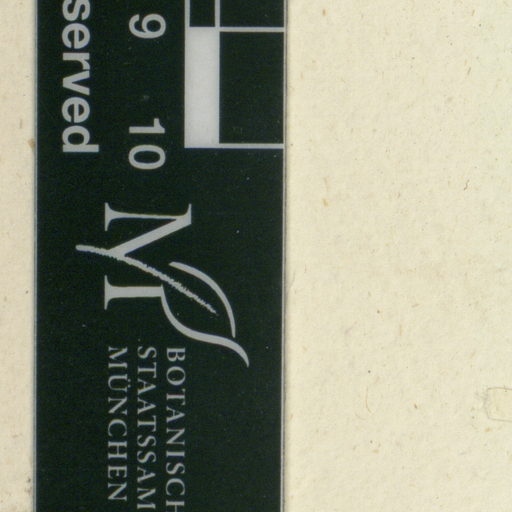 served
9 10
BOTANISCH
STAATSSAM
MÜNCHEN